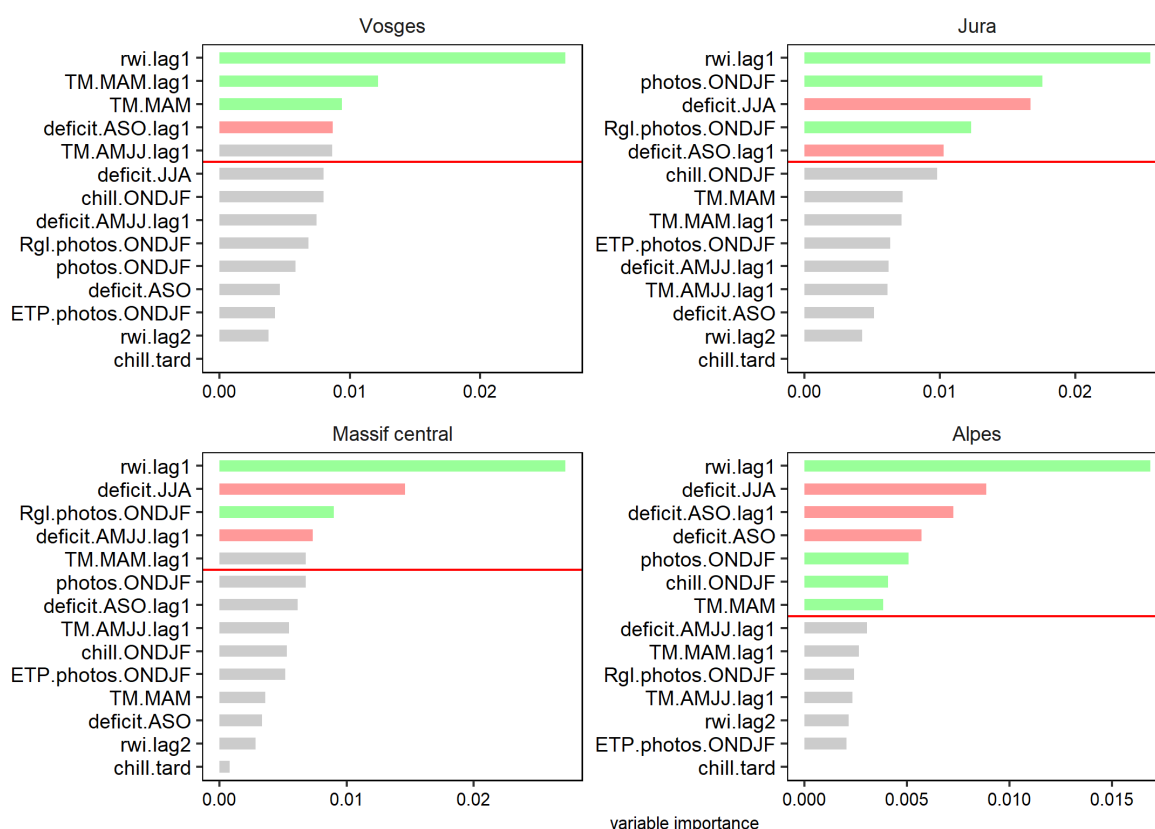 Vosges
rwi.lag1
TM.MAM.lag1
TM.MAM
deficit.ASO.lag1
TM.AMJJ.lag1
deficit.JJA
chill.ONDJF
deficit.AMJJ.lag1
Rgl.photos.ONDJF
photos.ONDJF
deficit.ASO
ETP.photos.ONDJF
rwi.lag2
chill.tard
0.00 0.01 0.02
Jura
rwi.lag1
photos.ONDJF
deficit.JJA
Rgl.photos.ONDJF
deficit.ASO.lag1
chill.ONDJF
TM.MAM
TM.MAM.lag1
ETP.photos.ONDJF
deficit.AMJJ.lag1
TM.AMJJ.lag1
deficit.ASO
rwi.lag2
chill.tard
0.00 0.01 0.02
Massif central
rwi.lag1
deficit.JJA
Rgl.photos.ONDJF
deficit.AMJJ.lag1
TM.MAM.lag1
photos.ONDJF
deficit.ASO.lag1
TM.AMJJ.lag1
chill.ONDJF
ETP.photos.ONDJF
TM.MAM
deficit.ASO
rwi.lag2
chill.tard
0.00 0.01 0.02
Alpes
rwi.lag1
deficit.JJA
deficit.ASO.lag1
deficit.ASO
photos.ONDJF
chill.ONDJF
TM.MAM
deficit.AMJJ.lag1
TM.MAM.lag1
Rgl.photos.ONDJF
TM.AMJJ.lag1
rwi.lag2
ETP.photos.ONDJF
chill.tard
0.000 0.005 0.010 0.015
variable importance